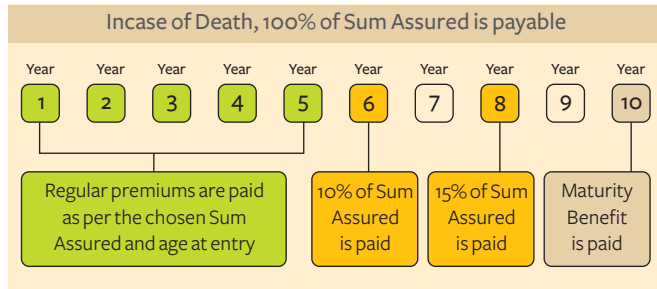 Incase of Death, 100% of Sum Assured is payable
Year Year Year Year Year Year Year Year Year Year
1 2 3 4 5 6 7 8 9 10
Regular premiums are paid
as per the chosen Sum
Assured and age at entry
10% of Sum
Assured
is paid
15% of Sum
Assured
is paid
Maturity
Benefit
is paid